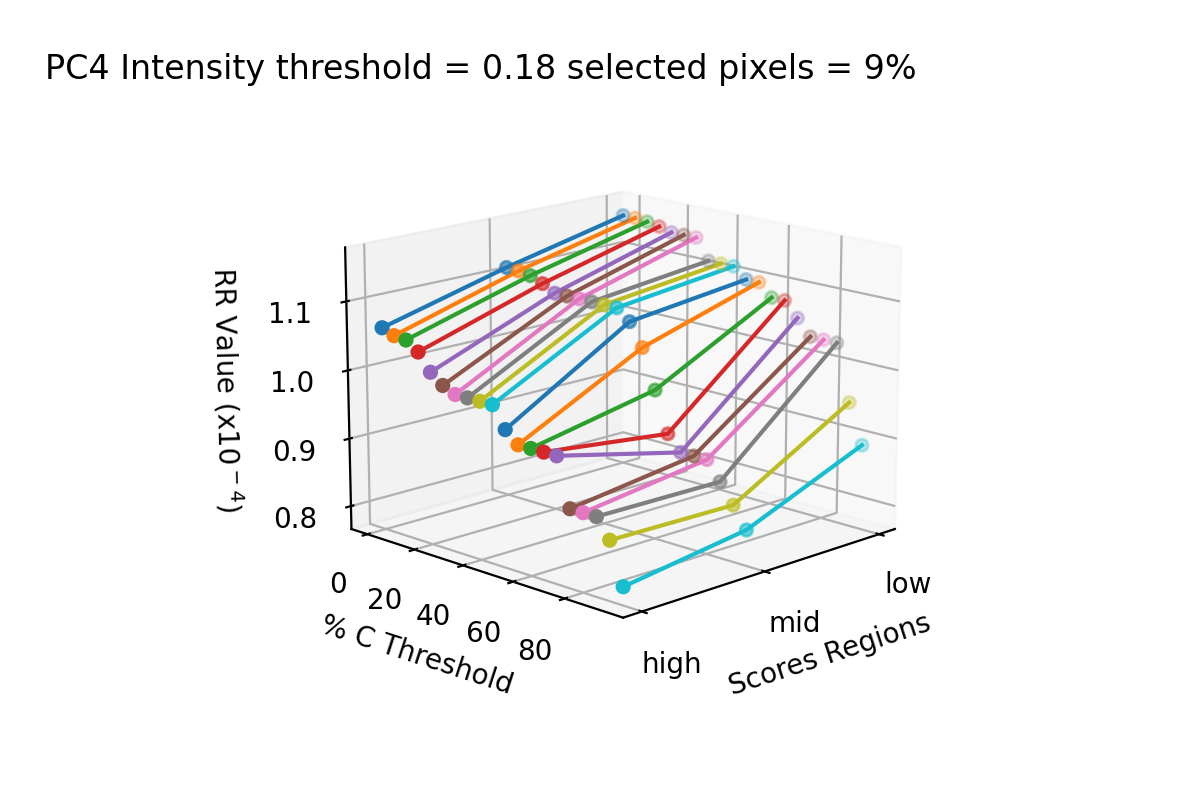 PC4 Intensity threshold = 0.18 selected pixels = 9%
RR Value (x10⁻⁴)
1.1
1.0
0.9
0.8
0
20
40
60
80
% C Threshold
high
mid
low
Scores Regions